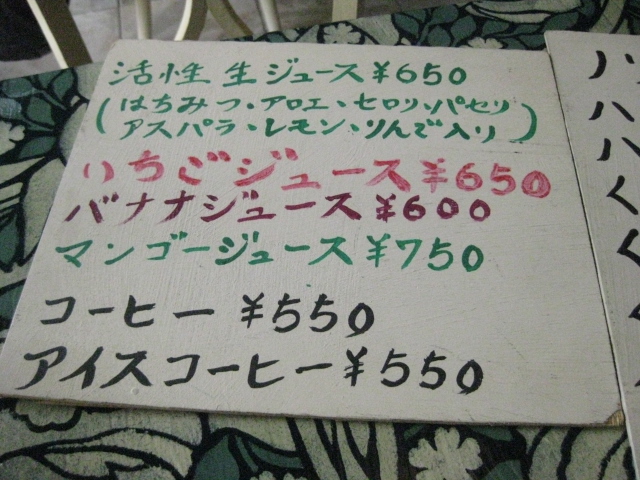 活性生ジュース¥650
(はちみつ・アロエ・セロリ・パセリ
アスパラ・レモン・りんご入り)
いちごジュース¥650
バナナジュース¥600
マンゴージュース¥750
コーヒー ¥550
アイスコーヒー¥550